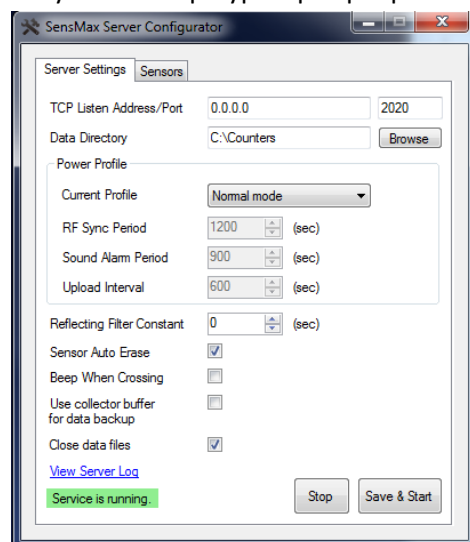 SensMax Server Configurator
Server Settings Sensors
TCP Listen Address/Port 0.0.0.0 2020
Data Directory C:\Counters Browse
Power Profile
Current Profile Normal mode
RF Sync Period 1200 (sec)
Sound Alarm Period 900 (sec)
Upload Interval 600 (sec)
Reflecting Filter Constant 0 (sec)
Sensor Auto Erase
Beep When Crossing
Use collector buffer
for data backup
Close data files
View Server Log
Service is running. Stop Save & Start